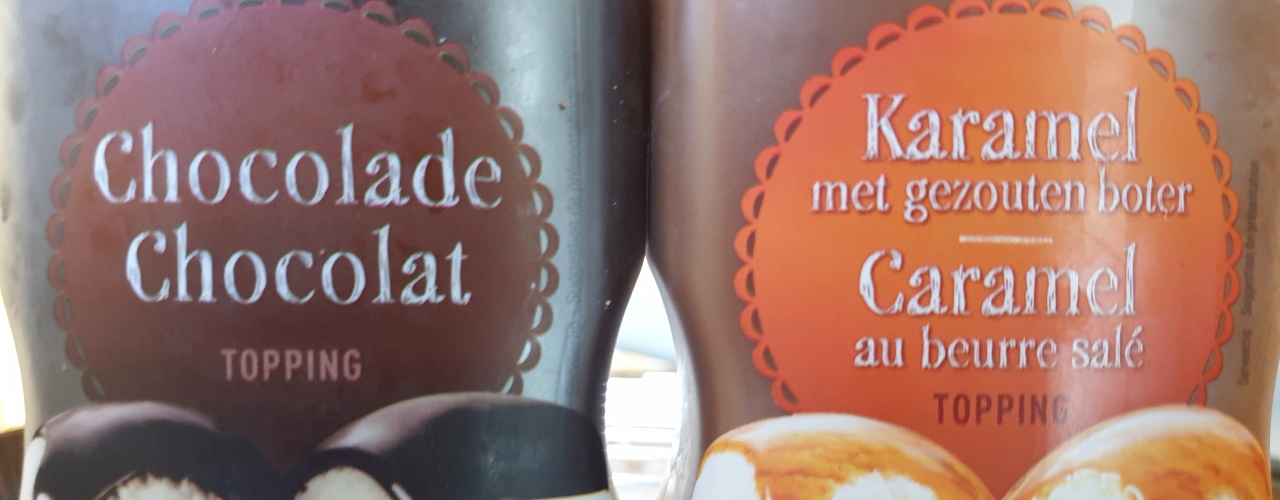 Chocolade
Chocolat
TOPPING
Karamel
met gezouten boter
Caramel
au beurre salé
TOPPING